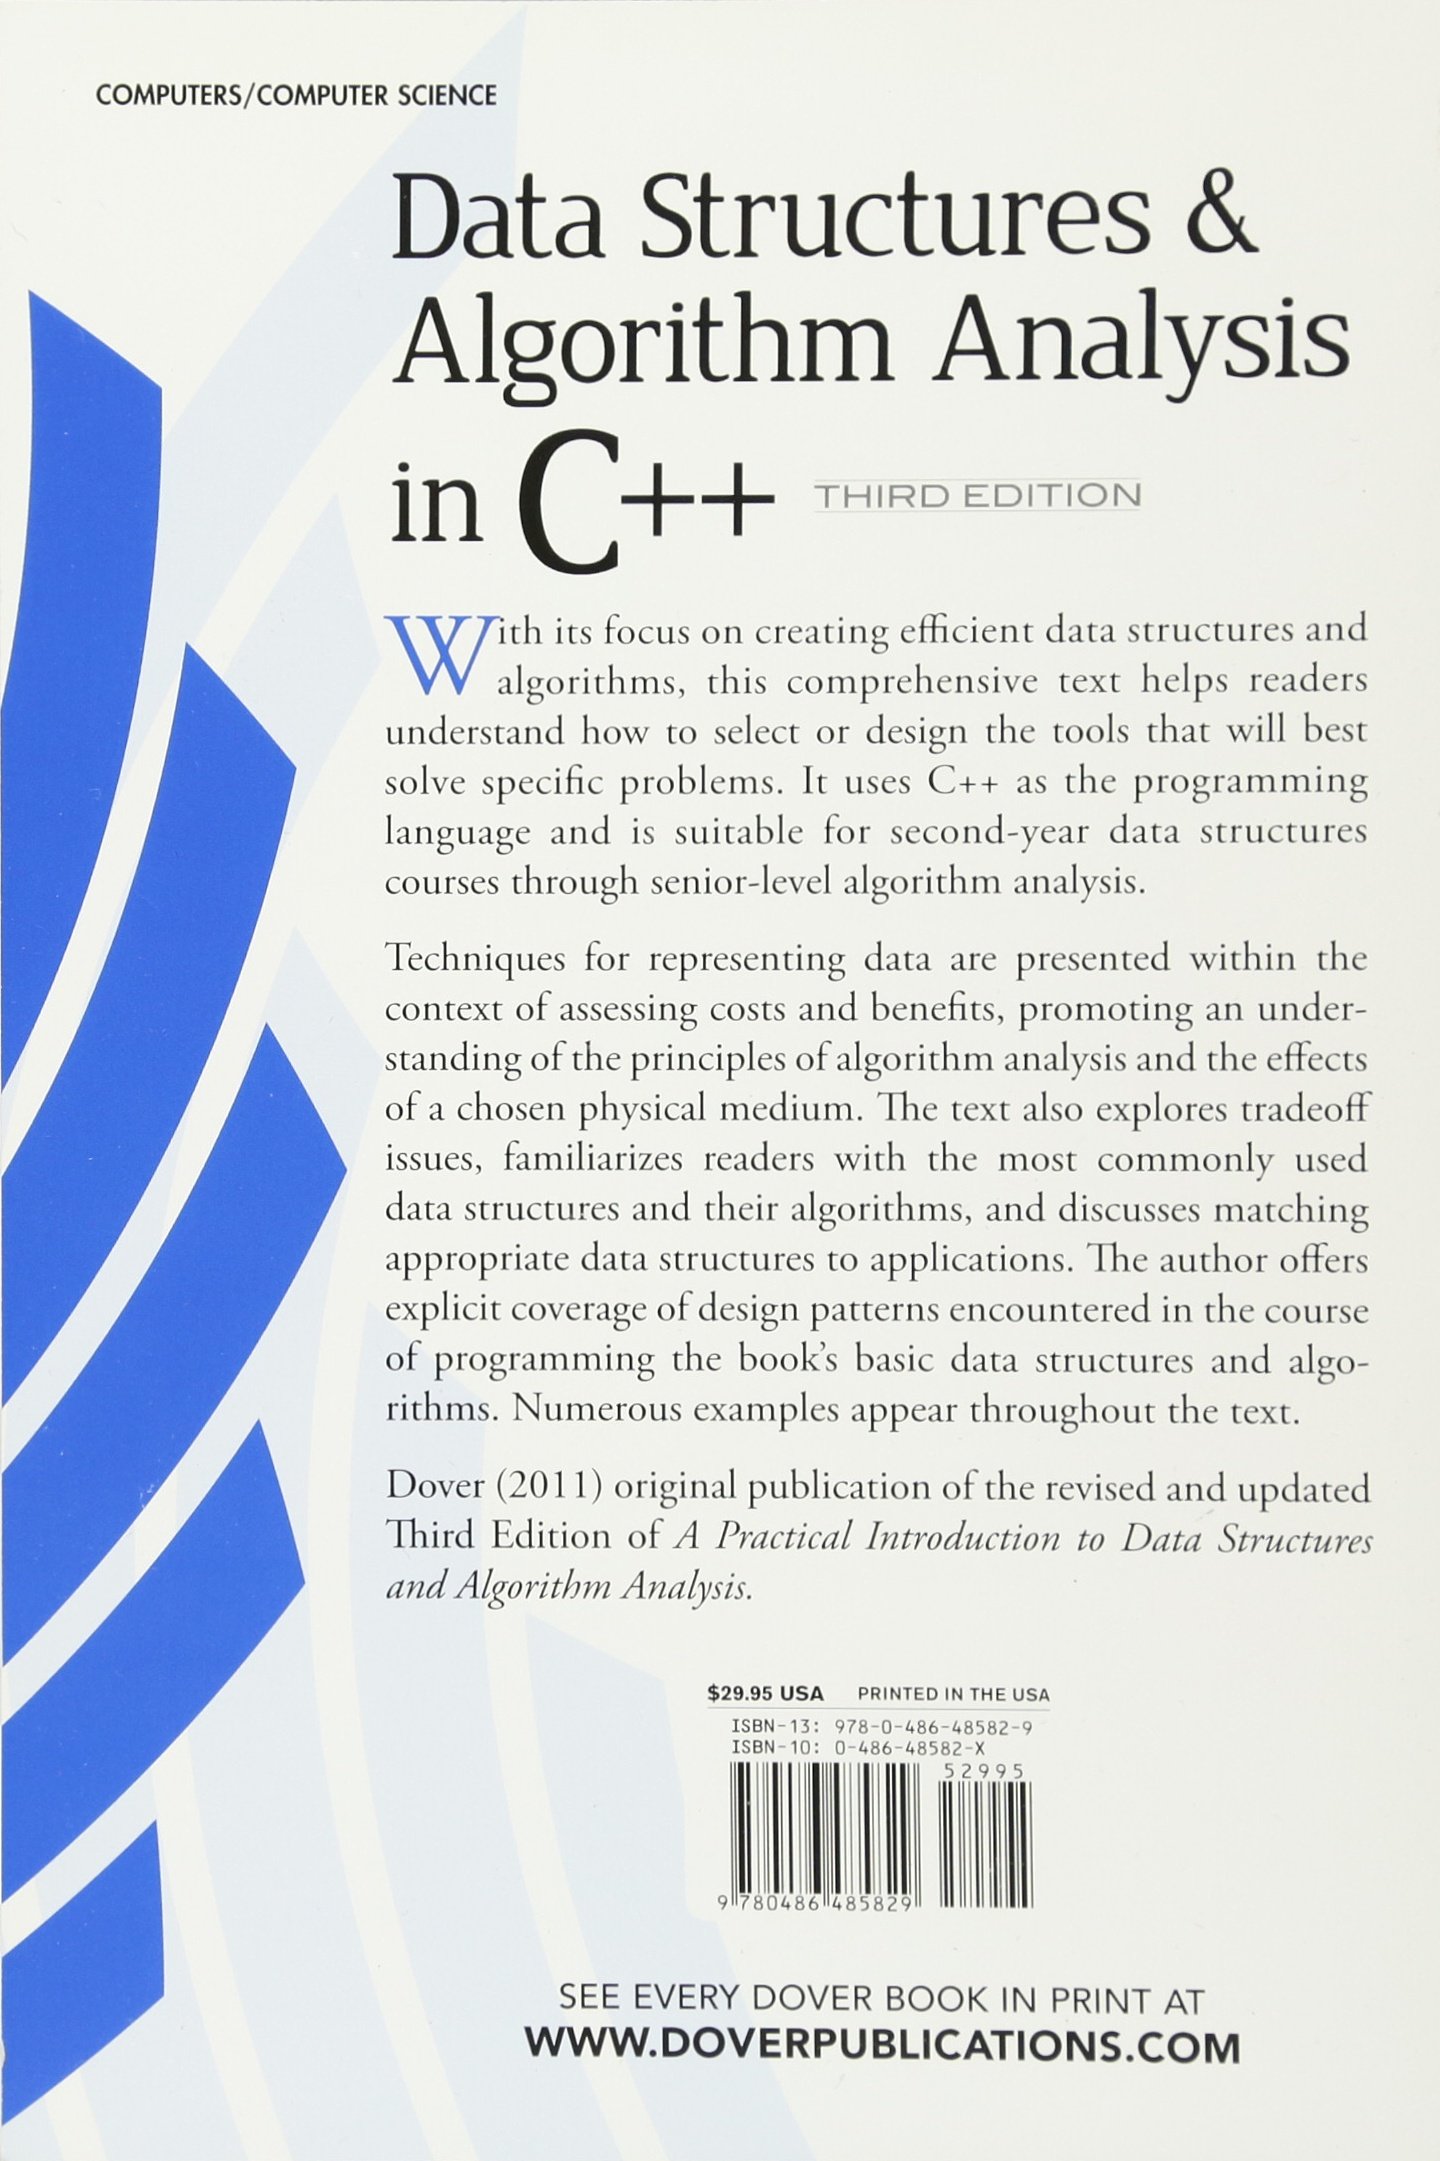 COMPUTERS/COMPUTER SCIENCE
Data Structures &
Algorithm Analysis
in C++ THIRD EDITION
With its focus on creating efficient data structures and
algorithms, this comprehensive text helps readers
understand how to select or design the tools that will best
solve specific problems. It uses C++ as the programming
language and is suitable for second-year data structures
courses through senior-level algorithm analysis.
Techniques for representing data are presented within the
context of assessing costs and benefits, promoting an under-
standing of the principles of algorithm analysis and the effects
of a chosen physical medium. The text also explores tradeoff
issues, familiarizes readers with the most commonly used
data structures and their algorithms, and discusses matching
appropriate data structures to applications. The author offers
explicit coverage of design patterns encountered in the course
of programming the book's basic data structures and algo-
rithms. Numerous examples appear throughout the text.
Dover (2011) original publication of the revised and updated
Third Edition of A Practical Introduction to Data Structures
and Algorithm Analysis.
$29.95 USA PRINTED IN THE USA
ISBN-13: 978-0-486-48582-9
ISBN-10: 0-486-48582-X
52995
9 780486 485829
SEE EVERY DOVER BOOK IN PRINT AT
WWW.DOVERPUBLICATIONS.COM